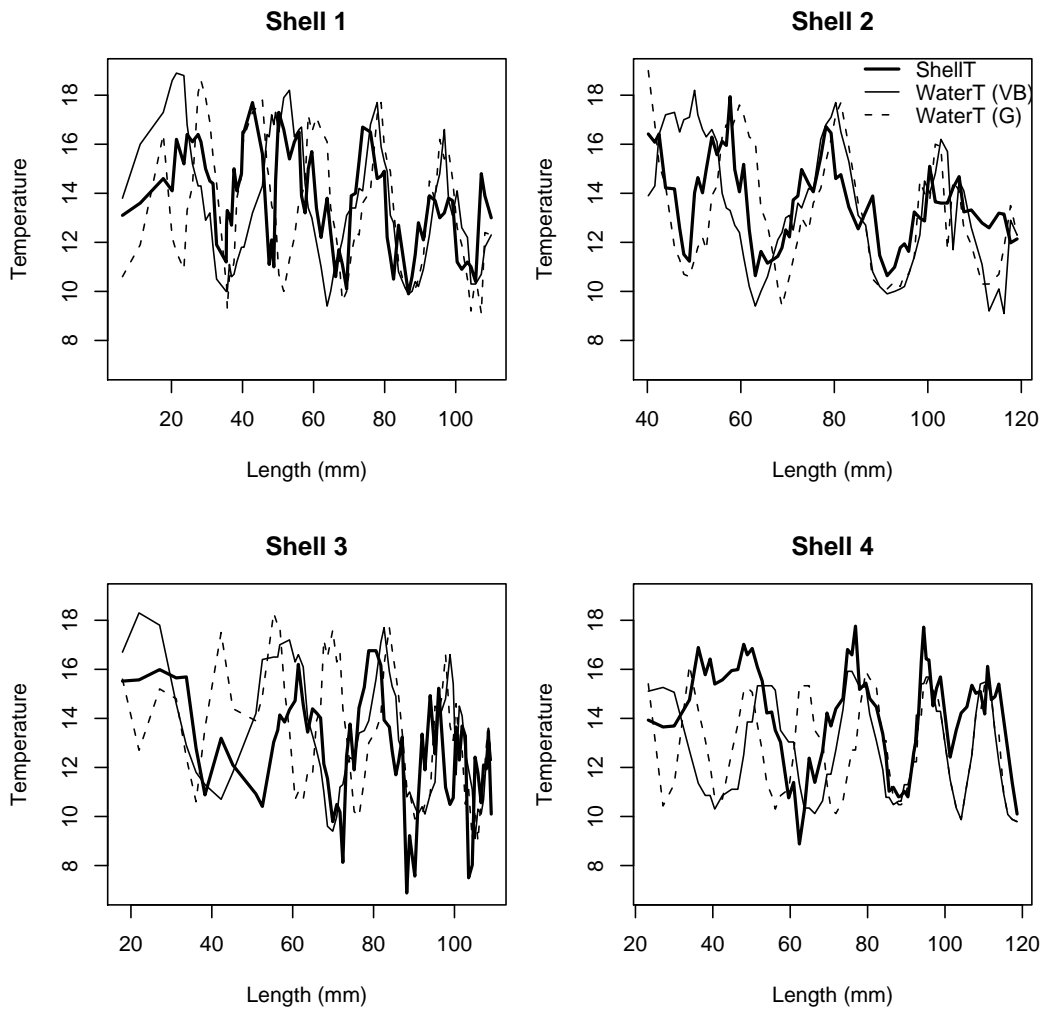 Shell 1
Temperature
18
16
14
12
10
8
20 40 60 80 100
Length (mm)
Shell 2
ShellT
WaterT (VB)
WaterT (G)
Temperature
18
16
14
12
10
8
40 60 80 100 120
Length (mm)
Shell 3
Temperature
18
16
14
12
10
8
20 40 60 80 100
Length (mm)
Shell 4
Temperature
18
16
14
12
10
8
20 40 60 80 100 120
Length (mm)